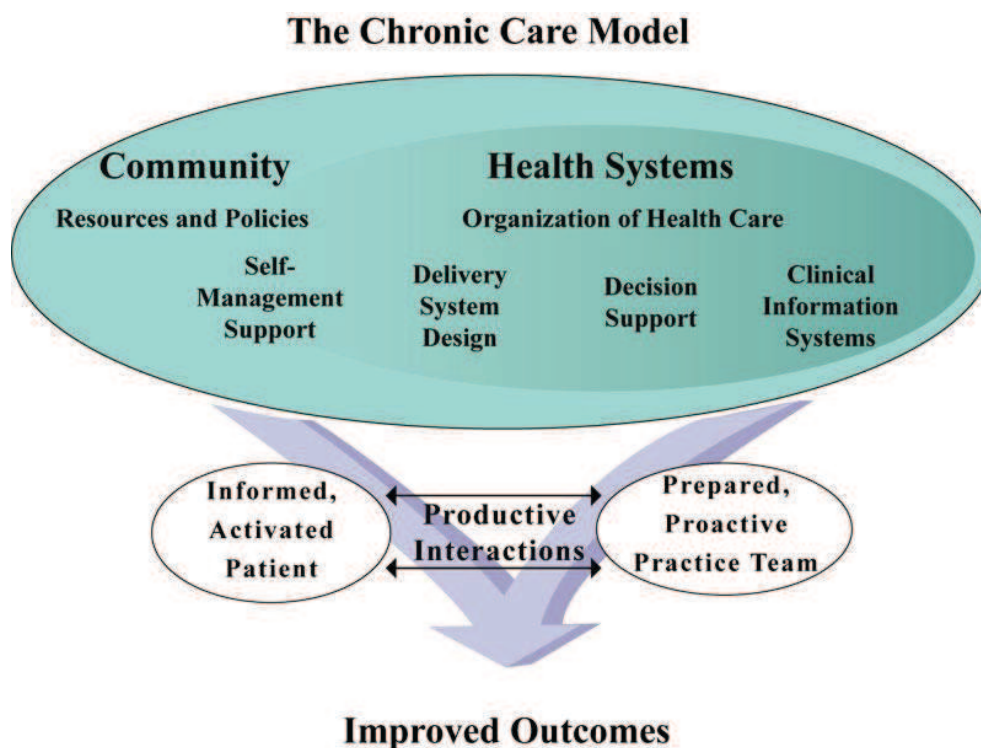 The Chronic Care Model
Community
Resources and Policies
Health Systems
Organization of Health Care
Self-
Management
Support
Delivery
System
Design
Decision
Support
Clinical
Information
Systems
Informed,
Activated
Patient
Productive
Interactions
Prepared,
Proactive
Practice Team
Improved Outcomes